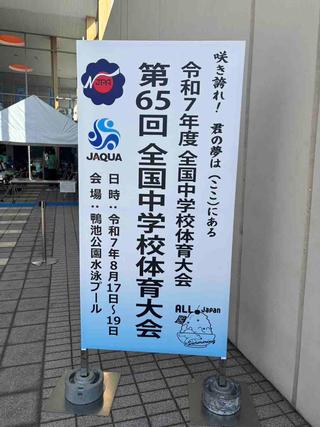 咲き誇れ！ 君の夢は(ここ)にある
令和7年度 全国中学校体育大会
第65回 全国中学校体育大会
日時：令和7年8月17日〜19日
会場：鴨池公園水泳プール
JAQUA
ALL Japan
Swimming